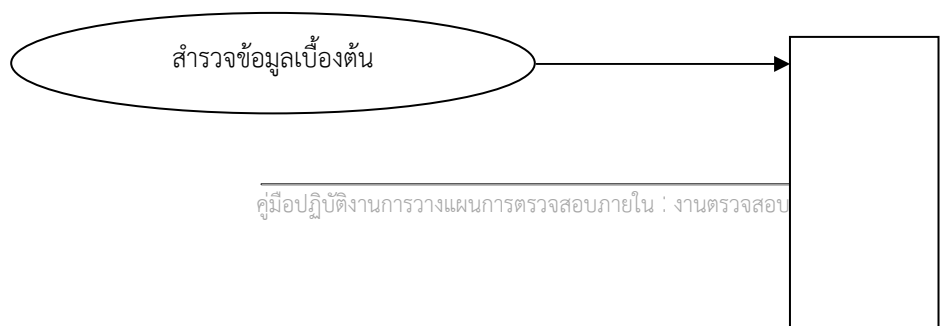 สำรวจข้อมูลเบื้องต้น
คู่มือปฏิบัติงานการวางแผนการตรวจสอบภายใน : งานตรวจสอบ